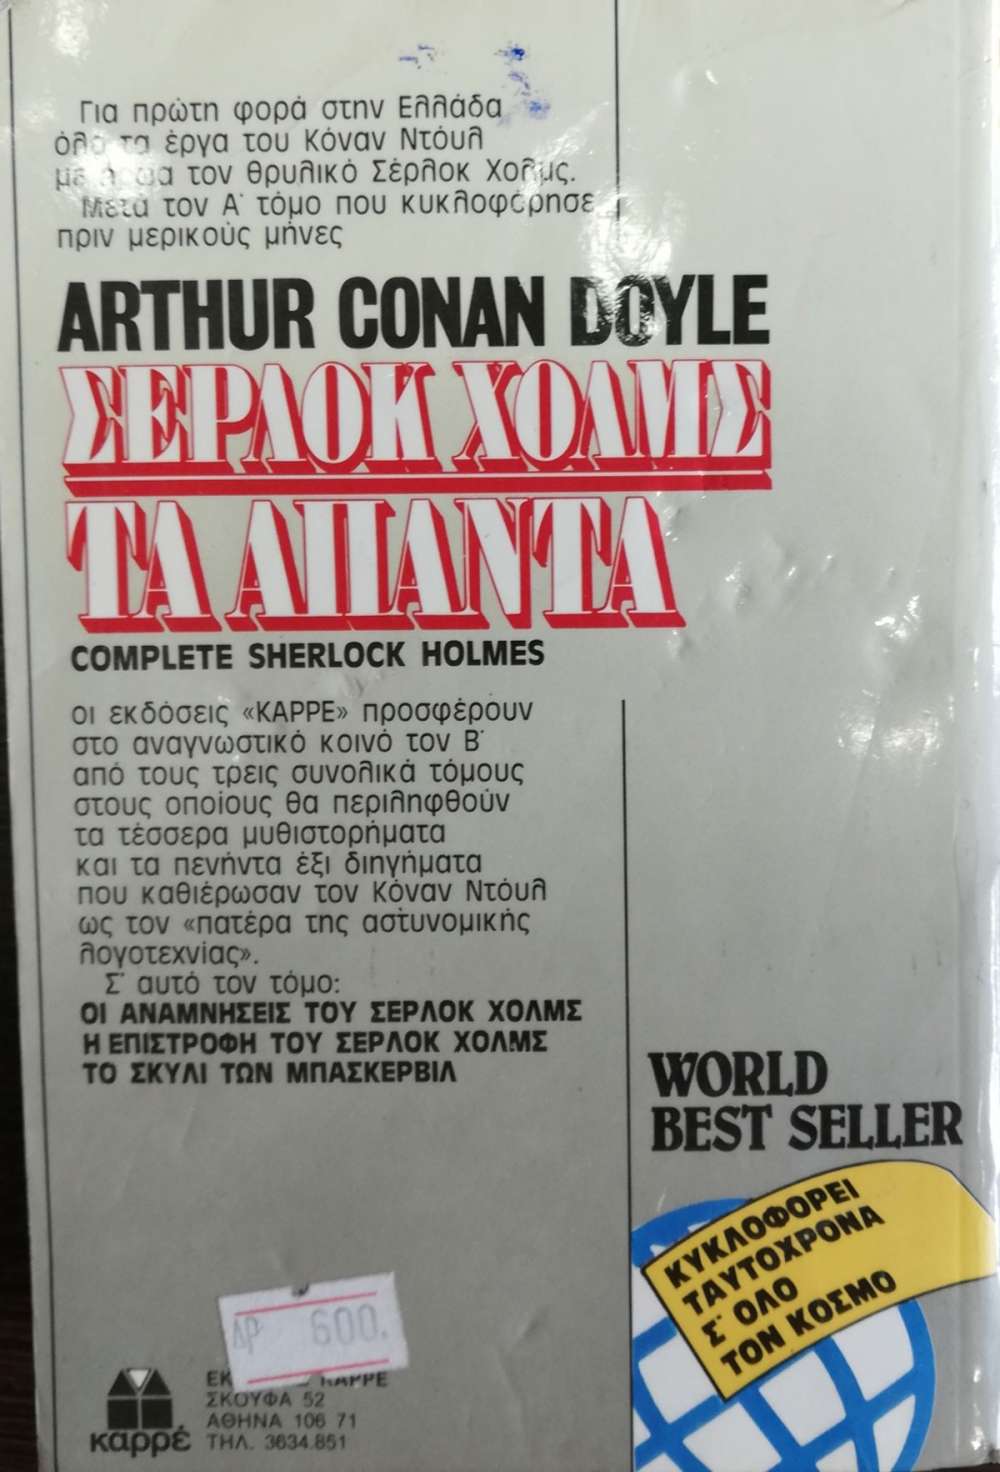 Για πρώτη φορά στην Ελλάδα
όλα τα έργα του Κόναν Ντόυλ
με ήρωα τον θρυλικό Σέρλοκ Χολμς.
Μετά τον Α' τόμο που κυκλοφόρησε
πριν μερικούς μήνες
ARTHUR CONAN DOYLE
ΣΕΡΛΟΚ ΧΟΛΜΣ
ΤΑ ΑΠΑΝΤΑ
COMPLETE SHERLOCK HOLMES
οι εκδόσεις «ΚΑΡΡΕ» προσφέρουν
στο αναγνωστικό κοινό τον Β'
από τους τρεις συνολικά τόμους
στους οποίους θα περιληφθούν
τα τέσσερα μυθιστορήματα
και τα πενήντα έξι διηγήματα
που καθιέρωσαν τον Κόναν Ντόυλ
ως τον «πατέρα της αστυνομικής
λογοτεχνίας».
Σ' αυτό τον τόμο:
ΟΙ ΑΝΑΜΝΗΣΕΙΣ ΤΟΥ ΣΕΡΛΟΚ ΧΟΛΜΣ
Η ΕΠΙΣΤΡΟΦΗ ΤΟΥ ΣΕΡΛΟΚ ΧΟΛΜΣ
ΤΟ ΣΚΥΛΙ ΤΩΝ ΜΠΑΣΚΕΡΒΙΛ
WORLD
BEST SELLER
ΚΥΚΛΟΦΟΡΕΙ
ΤΑΥΤΟΧΡΟΝΑ
Σ' ΟΛΟ
ΤΟΝ ΚΟΣΜΟ
ΔΡ 600.
καρρέ
ΚΑΡΡΕ
ΣΚΟΥΦΑ 52
ΑΘΗΝΑ 106 71
ΤΗΛ. 3634.851